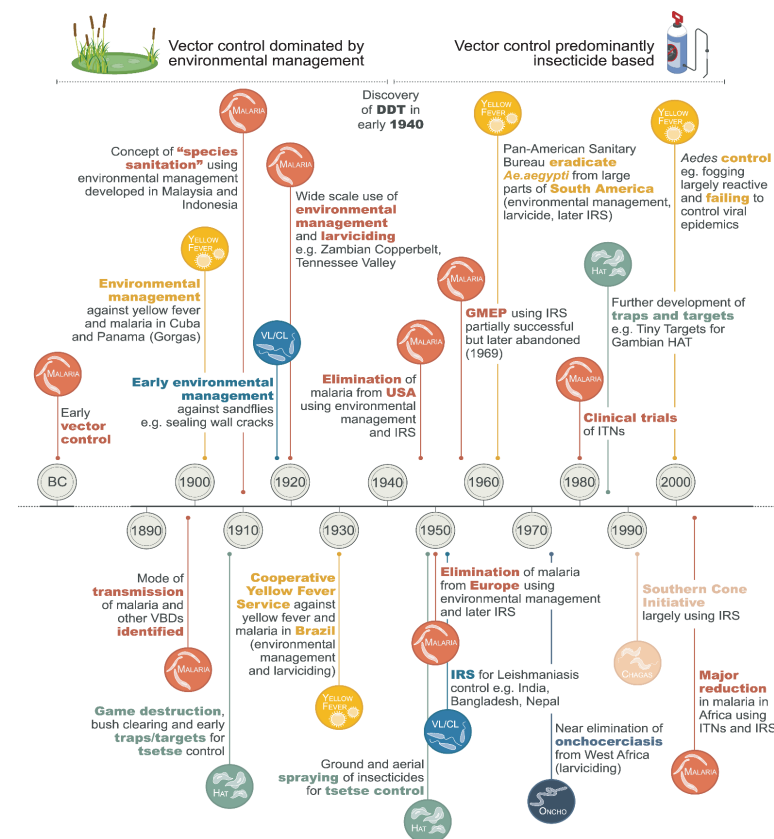 Vector control dominated by
environmental management
Vector control predominantly
insecticide based
Discovery
of DDT in
early 1940
MALARIA
Concept of "species
sanitation" using
environmental management
developed in Malaysia and
Indonesia
MALARIA
Wide scale use of
environmental
management
and larviciding
e.g. Zambian Copperbelt,
Tennessee Valley
YELLOW
FEVER
Pan-American Sanitary
Bureau eradicate
Ae.aegypti from large
parts of South America
(environmental management,
larvicide, later IRS)
YELLOW
FEVER
Aedes control
eg. fogging
largely reactive
and failing to
control viral
epidemics
YELLOW
FEVER
Environmental
management
against yellow fever
and malaria in Cuba
and Panama (Gorgas)
MALARIA
GMEP using IRS
partially successful
but later abandoned
(1969)
HAT
Further development of
traps and targets
e.g. Tiny Targets for
Gambian HAT
MALARIA
Early
vector
control
VL/CL
Early environmental
management
against sandflies
e.g. sealing wall cracks
MALARIA
Elimination of
malaria from USA
using environmental
management
and IRS
MALARIA
Clinical trials
of ITNs
BC
1900
1920
1940
1960
1980
2000
1890
1910
1930
1950
1970
1990
Mode of
transmission
of malaria and
other VBDs
identified
MALARIA
Game destruction,
bush clearing and early
traps/targets for
tsetse control
HAT
Cooperative
Yellow Fever
Service against
yellow fever and
malaria in Brazil
(environmental
management
and larviciding)
YELLOW
FEVER
Elimination of malaria
from Europe using
environmental management
and later IRS
MALARIA
IRS for Leishmaniasis
control e.g. India,
Bangladesh, Nepal
VL/CL
Ground and aerial
spraying of insecticides
for tsetse control
HAT
Near elimination of
onchocerciasis
from West Africa
(larviciding)
ONCHO
Southern Cone
Initiative
largely using IRS
CHAGAS
Major
reduction
in malaria in
Africa using
ITNs and IRS
MALARIA